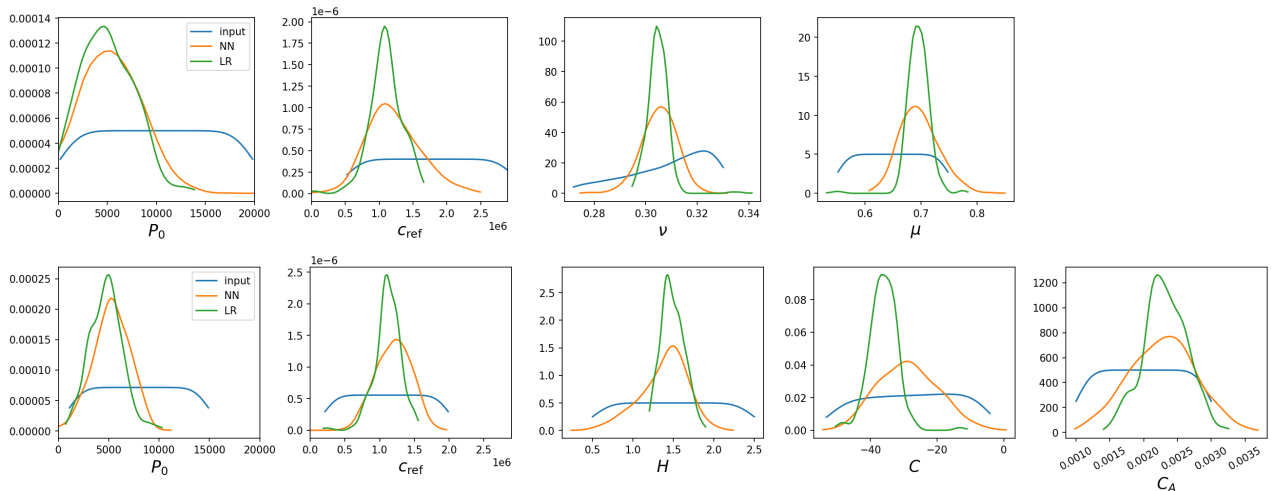 0.00014
0.00012
0.00010
0.00008
0.00006
0.00004
0.00002
0.00000
0 5000 10000 15000 20000
P0
input
NN
LR
1e−6
2.00
1.75
1.50
1.25
1.00
0.75
0.50
0.25
0.00
0.0 0.5 1.0 1.5 2.0 2.5
1e6
cref
100
80
60
40
20
0
0.28 0.30 0.32 0.34
ν
20
15
10
5
0
0.6 0.7 0.8
μ
0.00025
0.00020
0.00015
0.00010
0.00005
0.00000
0 5000 10000 15000 20000
P0
input
NN
LR
1e−6
2.5
2.0
1.5
1.0
0.5
0.0
0.0 0.5 1.0 1.5 2.0 2.5
1e6
cref
2.5
2.0
1.5
1.0
0.5
0.0
0.5 1.0 1.5 2.0 2.5
H
0.08
0.06
0.04
0.02
0.00
−40 −20 0
C
1200
1000
800
600
400
200
0
0.0010 0.0015 0.0020 0.0025 0.0030 0.0035
CA